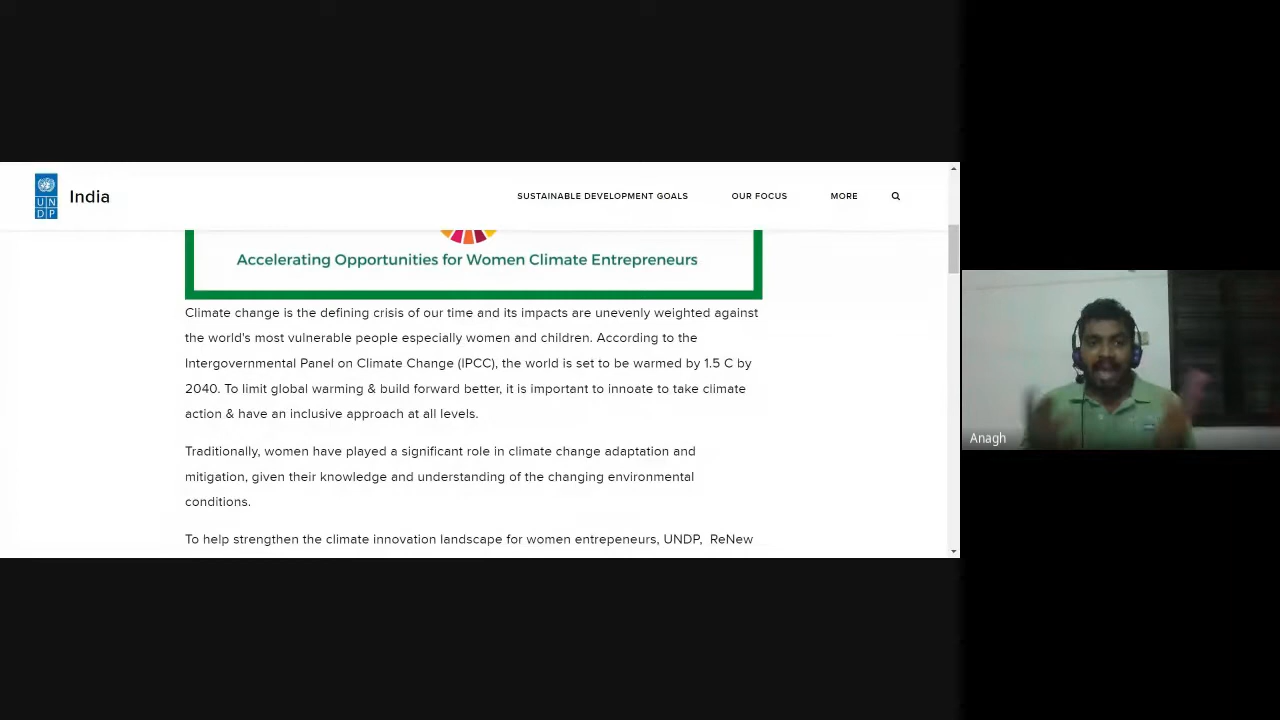 UN
DP
India
SUSTAINABLE DEVELOPMENT GOALS
OUR FOCUS
MORE
Accelerating Opportunities for Women Climate Entrepreneurs
Climate change is the defining crisis of our time and its impacts are unevenly weighted against
the world's most vulnerable people especially women and children. According to the
Intergovernmental Panel on Climate Change (IPCC), the world is set to be warmed by 1.5 C by
2040. To limit global warming & build forward better, it is important to innoate to take climate
action & have an inclusive approach at all levels.
Traditionally, women have played a significant role in climate change adaptation and
mitigation, given their knowledge and understanding of the changing environmental
conditions.
To help strengthen the climate innovation landscape for women entrepeneurs, UNDP, ReNew
Anagh